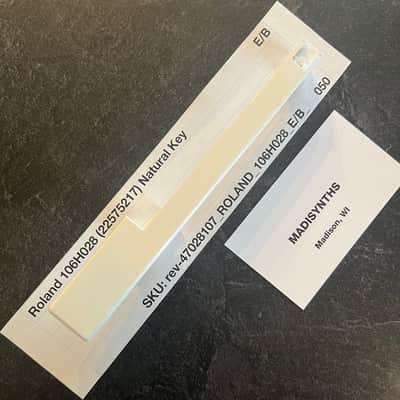 Roland 106H028 (22575217) Natural Key
E/B
SKU: rev-47028107_ROLAND_106H028_E/B
050
MADISYNTHS
Madison, WI